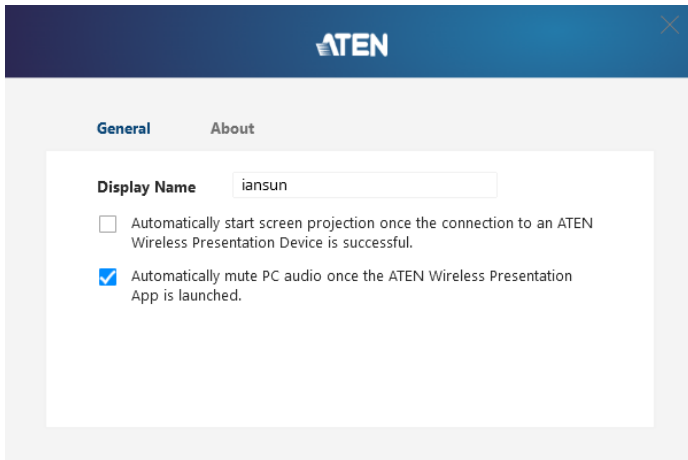 ATEN
General About
Display Name iansun
Automatically start screen projection once the connection to an ATEN
Wireless Presentation Device is successful.
Automatically mute PC audio once the ATEN Wireless Presentation
App is launched.